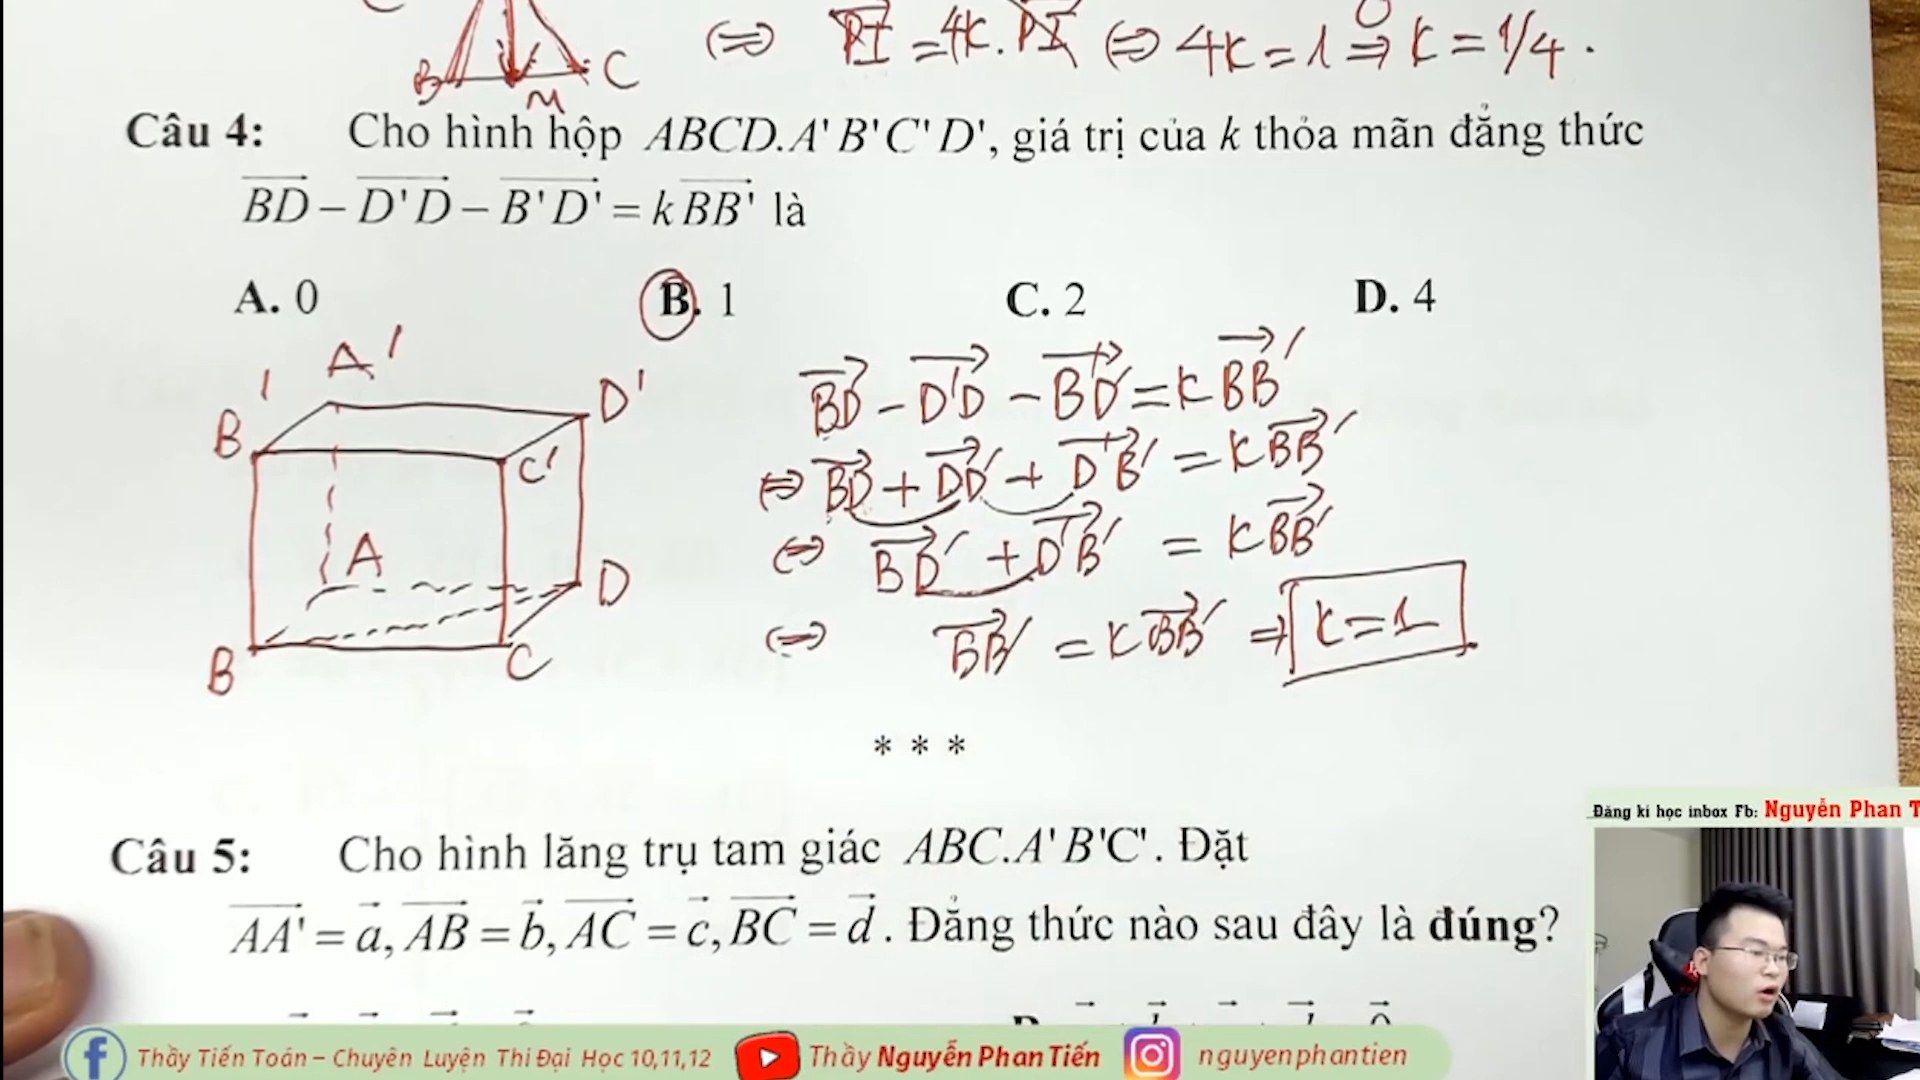 B M C
⇔ PI = 4k.PI ⇔ 4k = 1 ⇒ k = 1/4.
Câu 4: Cho hình hộp ABCD.A'B'C'D', giá trị của k thỏa mãn đẳng thức
BD – D'D – B'D' = kBB' là
A. 0 B. 1 C. 2 D. 4
A'
B' D'
C'
A
D
B C
BD – D'D – B'D' = kBB'
⇔ BD + DD' + D'B' = kBB'
⇔ BD' + D'B' = kBB'
⇔ BB' = kBB' ⇒ k = 1
* * *
Câu 5: Cho hình lăng trụ tam giác ABC.A'B'C'. Đặt
AA' = a, AB = b, AC = c, BC = d. Đẳng thức nào sau đây là đúng?
Đăng kí học inbox Fb: Nguyễn Phan T
Thầy Tiến Toán – Chuyên Luyện Thi Đại Học 10,11,12
Thầy Nguyễn Phan Tiến
nguyenphantien